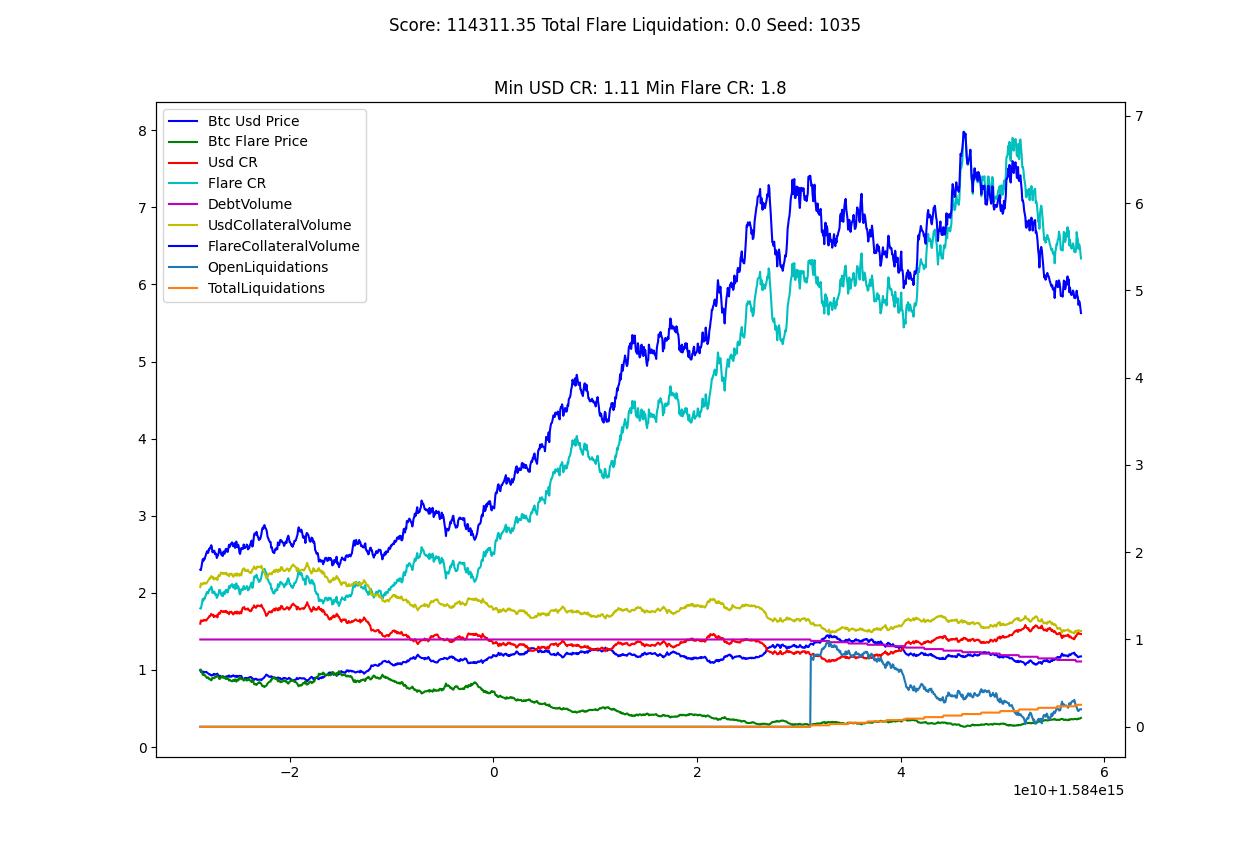 Score: 114311.35 Total Flare Liquidation: 0.0 Seed: 1035
Min USD CR: 1.11 Min Flare CR: 1.8
Btc Usd Price
Btc Flare Price
Usd CR
Flare CR
DebtVolume
UsdCollateralVolume
FlareCollateralVolume
OpenLiquidations
TotalLiquidations
8
7
6
5
4
3
2
1
0
7
6
5
4
3
2
1
0
−2
0
2
4
6
1e10+1.584e15